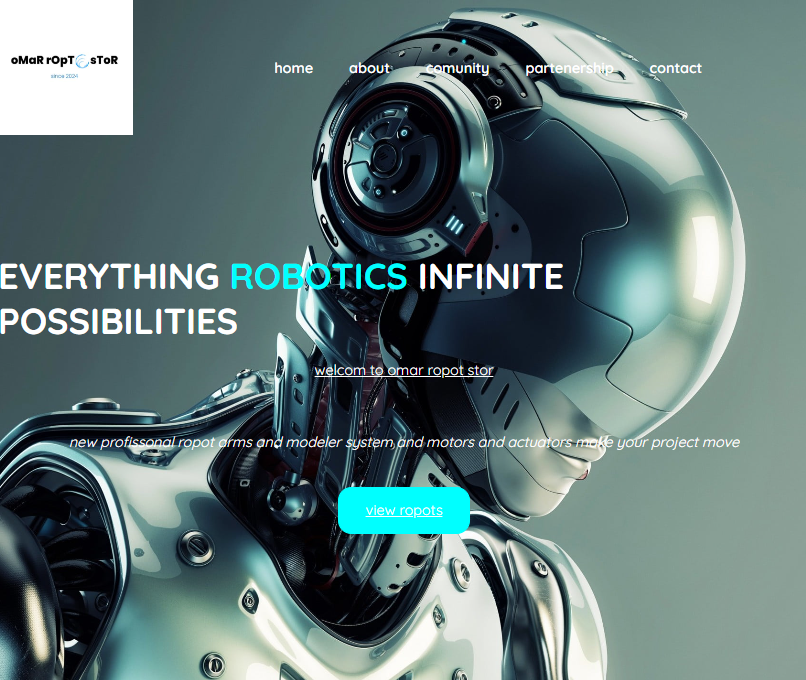 oMaR rOpT sToR
since 2024
home about comunity partenership contact
EVERYTHING ROBOTICS INFINITE
POSSIBILITIES
welcom to omar ropot stor
new profissonal ropot arms and modeler system,and motors and actuators make your project move
view ropots